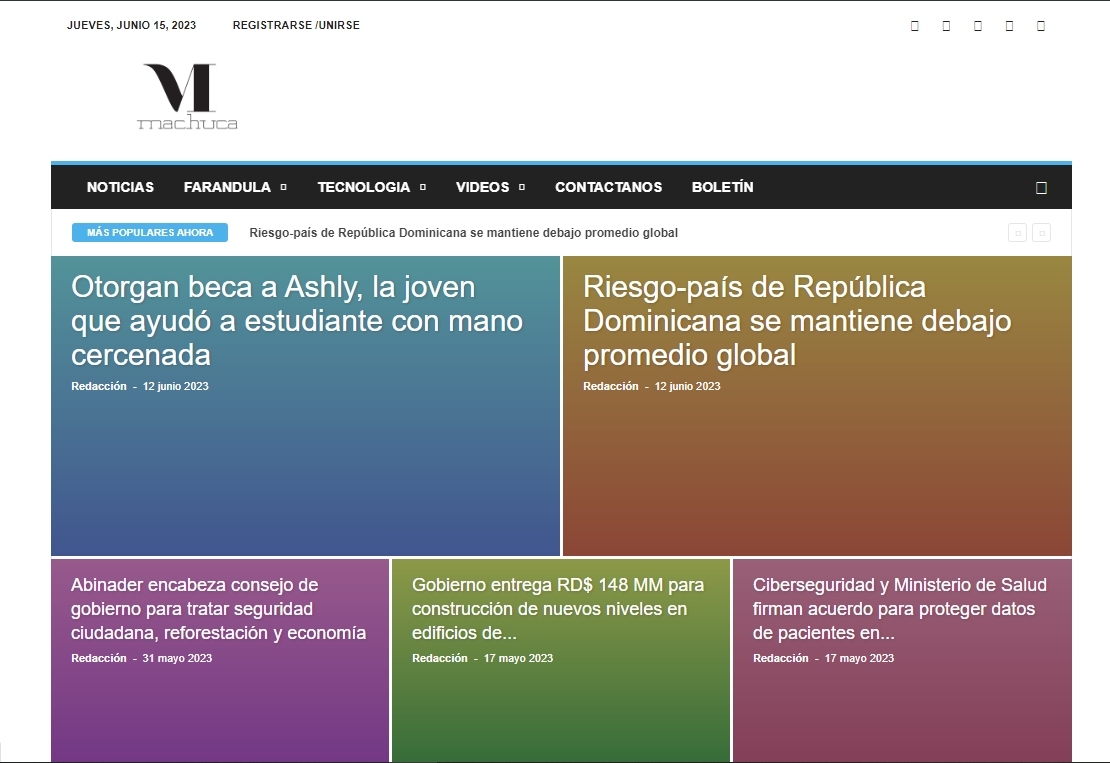 JUEVES, JUNIO 15, 2023 REGISTRARSE /UNIRSE
M
machuca
NOTICIAS FARANDULA TECNOLOGIA VIDEOS CONTACTANOS BOLETÍN
MÁS POPULARES AHORA Riesgo-país de República Dominicana se mantiene debajo promedio global
Otorgan beca a Ashly, la joven
que ayudó a estudiante con mano
cercenada
Redacción - 12 junio 2023
Riesgo-país de República
Dominicana se mantiene debajo
promedio global
Redacción - 12 junio 2023
Abinader encabeza consejo de
gobierno para tratar seguridad
ciudadana, reforestación y economía
Redacción - 31 mayo 2023
Gobierno entrega RD$ 148 MM para
construcción de nuevos niveles en
edificios de...
Redacción - 17 mayo 2023
Ciberseguridad y Ministerio de Salud
firman acuerdo para proteger datos
de pacientes en...
Redacción - 17 mayo 2023